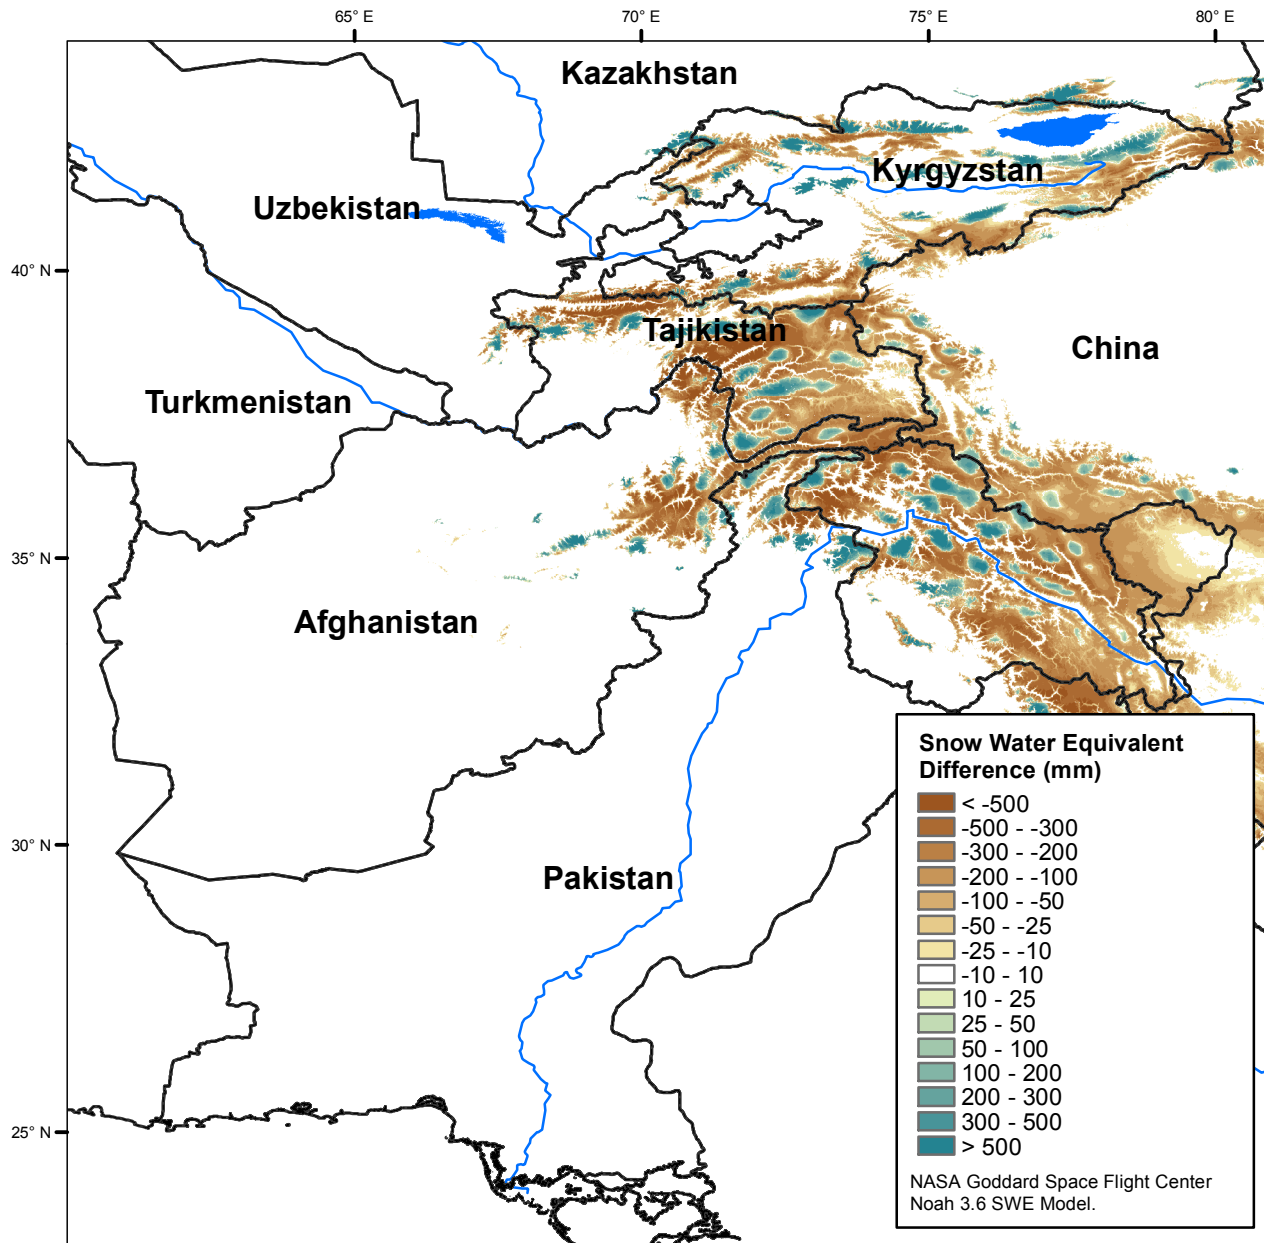 65° E 70° E 75° E 80° E
Kazakhstan
Kyrgyzstan
Uzbekistan
40° N
Tajikistan
China
Turkmenistan
35° N
Afghanistan
30° N
Pakistan
25° N
Snow Water Equivalent
Difference (mm)
< -500
-500 - -300
-300 - -200
-200 - -100
-100 - -50
-50 - -25
-25 - -10
-10 - 10
10 - 25
25 - 50
50 - 100
100 - 200
200 - 300
300 - 500
> 500
NASA Goddard Space Flight Center
Noah 3.6 SWE Model.